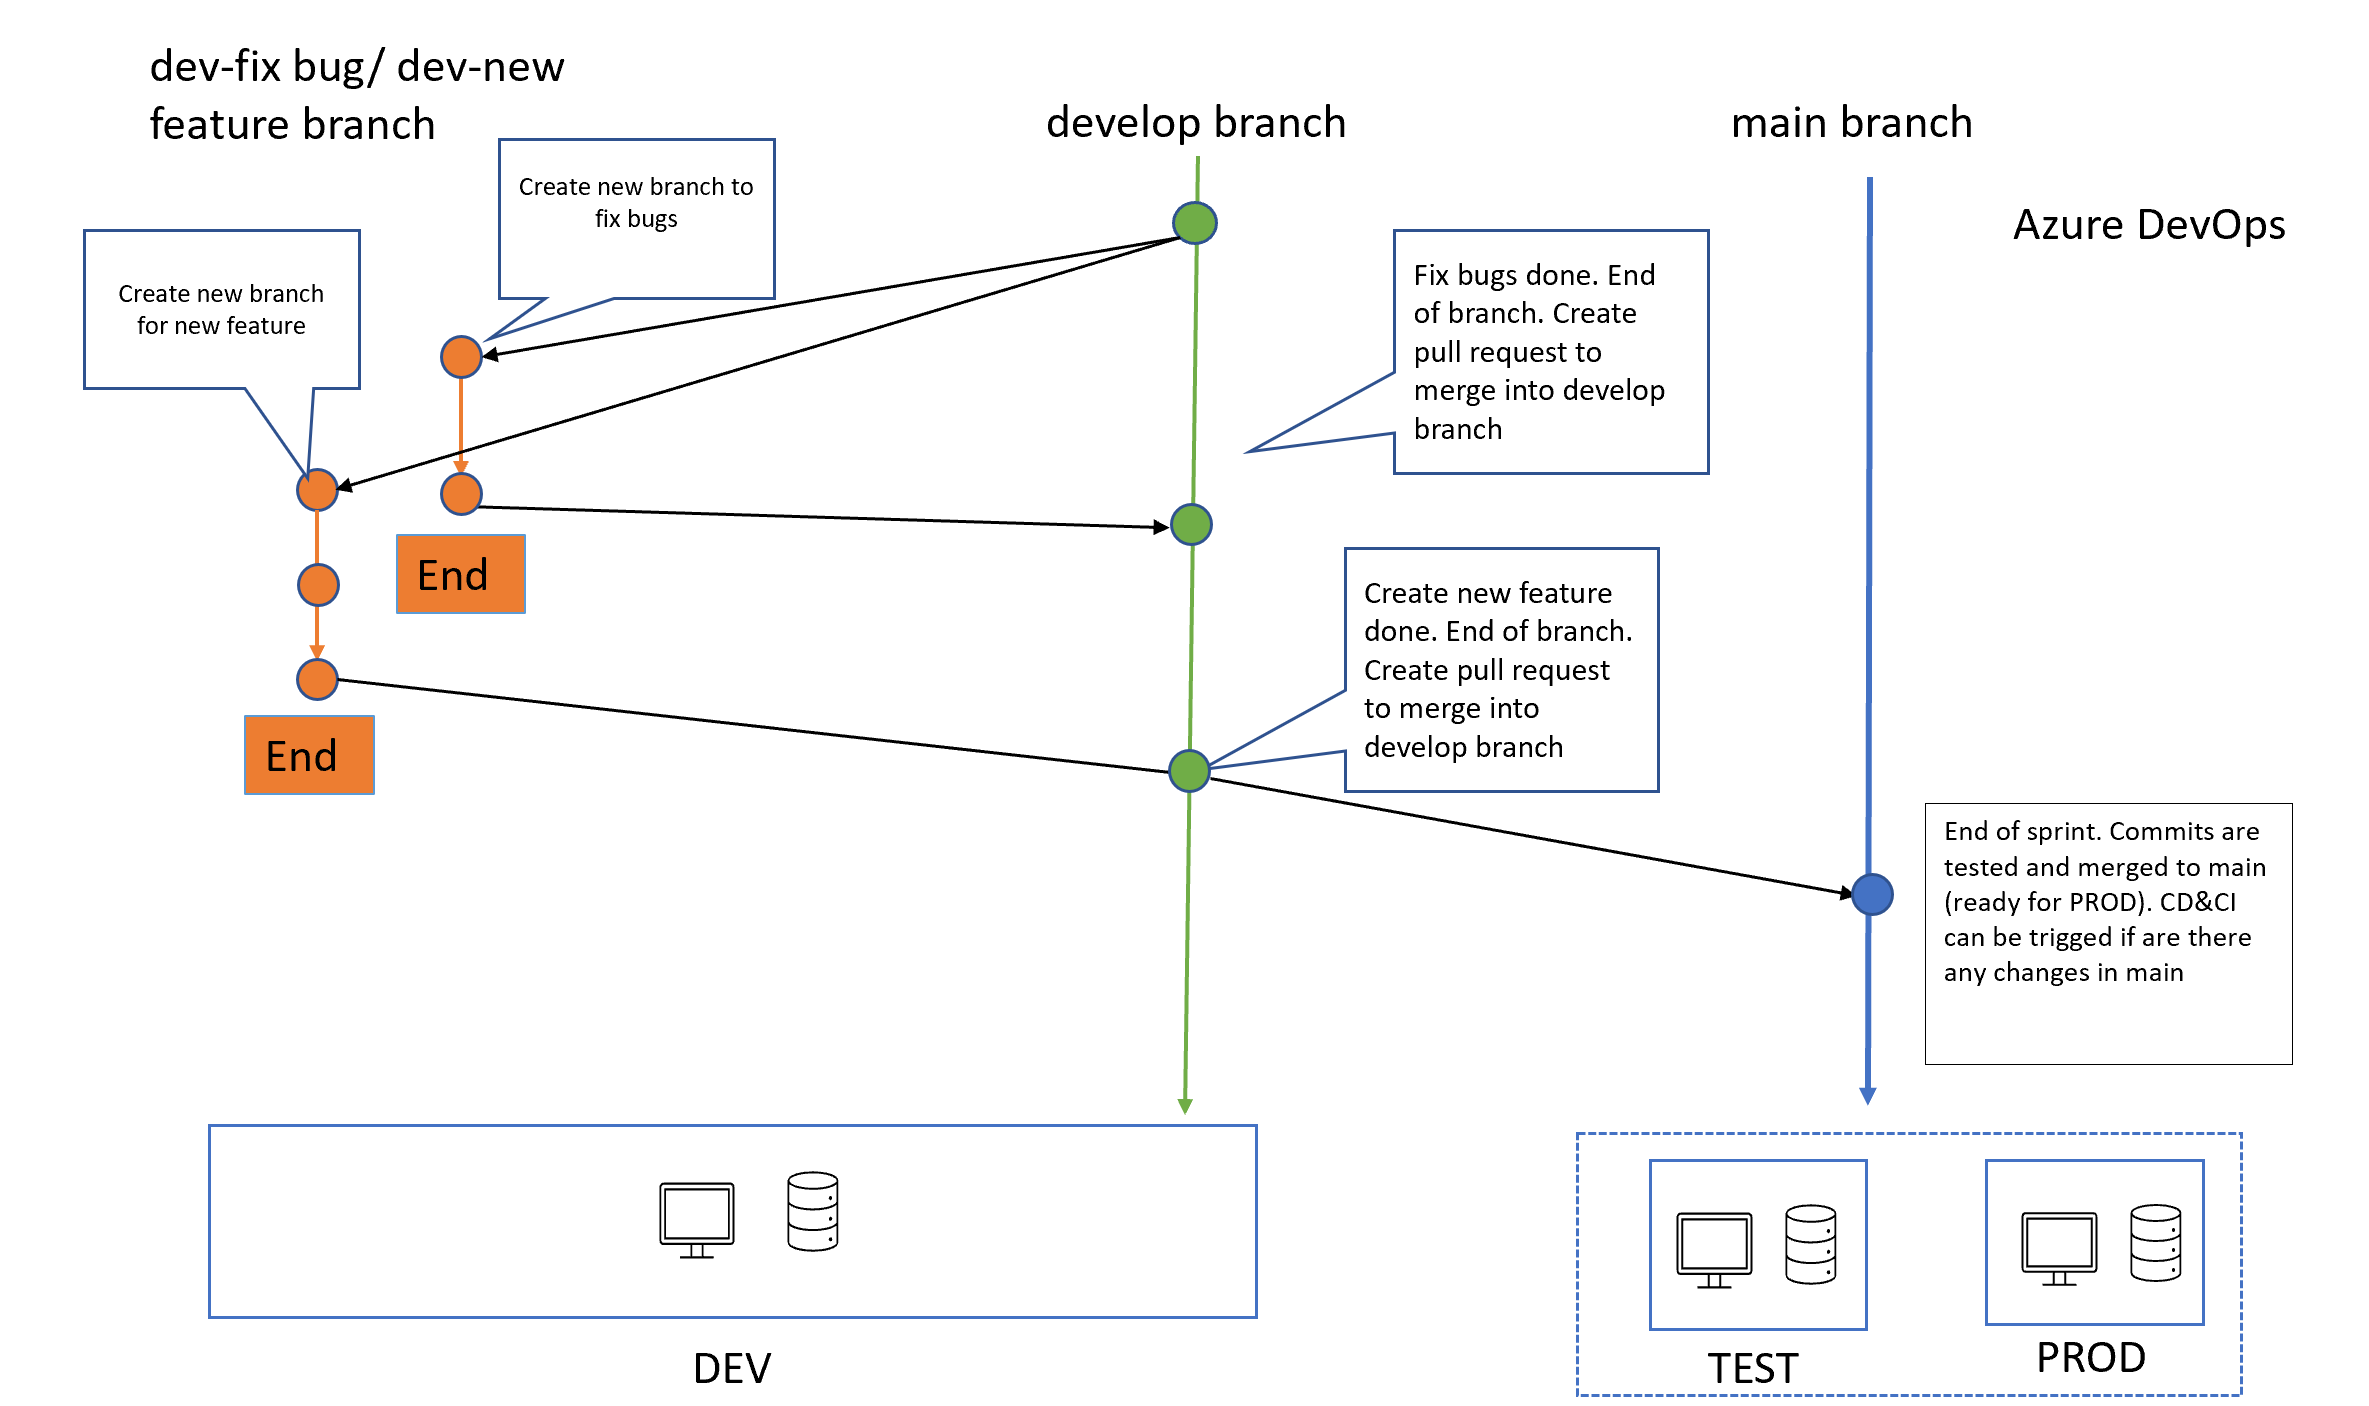 dev-fix bug/ dev-new
feature branch
develop branch
main branch
Azure DevOps
Create new branch to
fix bugs
Create new branch
for new feature
Fix bugs done. End
of branch. Create
pull request to
merge into develop
branch
End
Create new feature
done. End of branch.
Create pull request
to merge into
develop branch
End
End of sprint. Commits are
tested and merged to main
(ready for PROD). CD&CI
can be trigged if are there
any changes in main
DEV
TEST
PROD